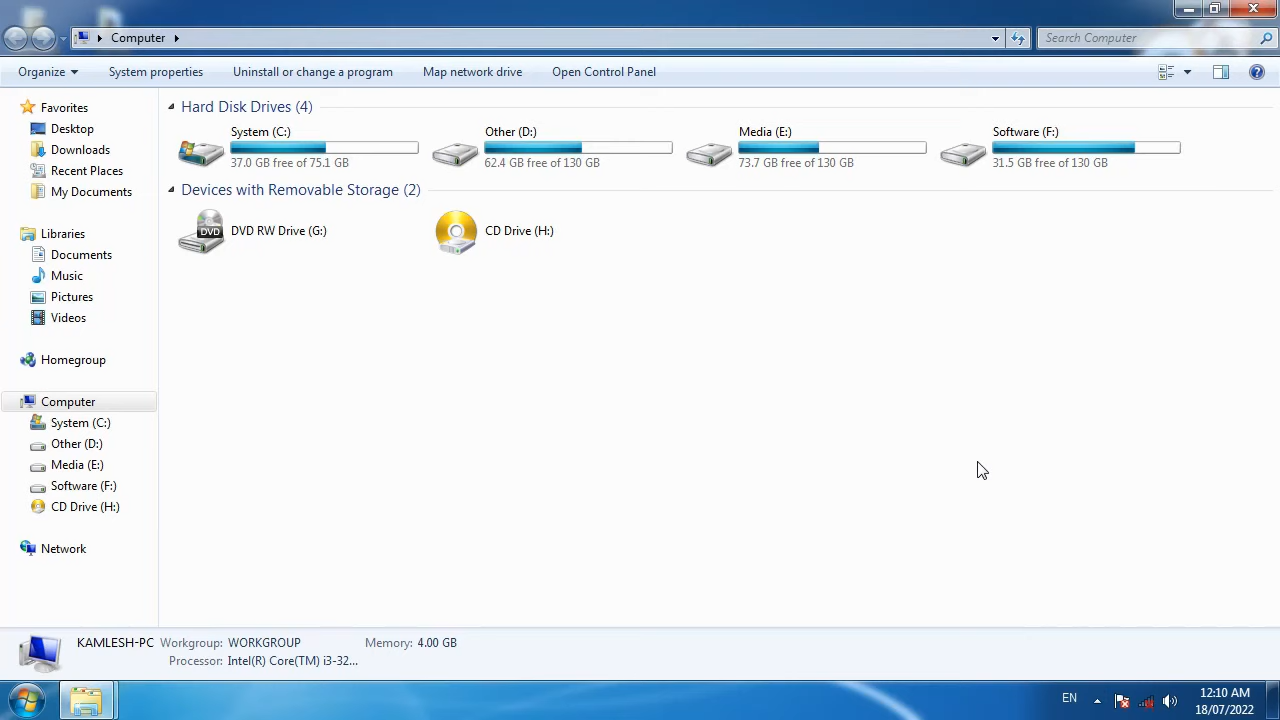 Computer
Search Computer
Organize
System properties
Uninstall or change a program
Map network drive
Open Control Panel
Favorites
Desktop
Downloads
Recent Places
My Documents
Libraries
Documents
Music
Pictures
Videos
Homegroup
Computer
System (C:)
Other (D:)
Media (E:)
Software (F:)
CD Drive (H:)
Network
Hard Disk Drives (4)
System (C:)
37.0 GB free of 75.1 GB
Other (D:)
62.4 GB free of 130 GB
Media (E:)
73.7 GB free of 130 GB
Software (F:)
31.5 GB free of 130 GB
Devices with Removable Storage (2)
DVD
DVD RW Drive (G:)
CD Drive (H:)
KAMLESH-PC Workgroup: WORKGROUP Memory: 4.00 GB
Processor: Intel(R) Core(TM) i3-32...
EN
12:10 AM
18/07/2022